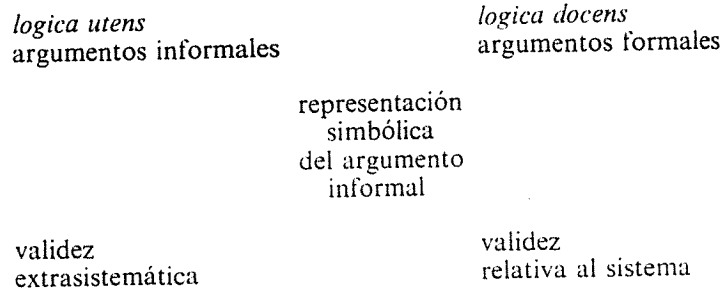 logica utens
argumentos informales
logica docens
argumentos formales
representación
simbólica
del argumento
informal
validez
extrasistemática
validez
relativa al sistema